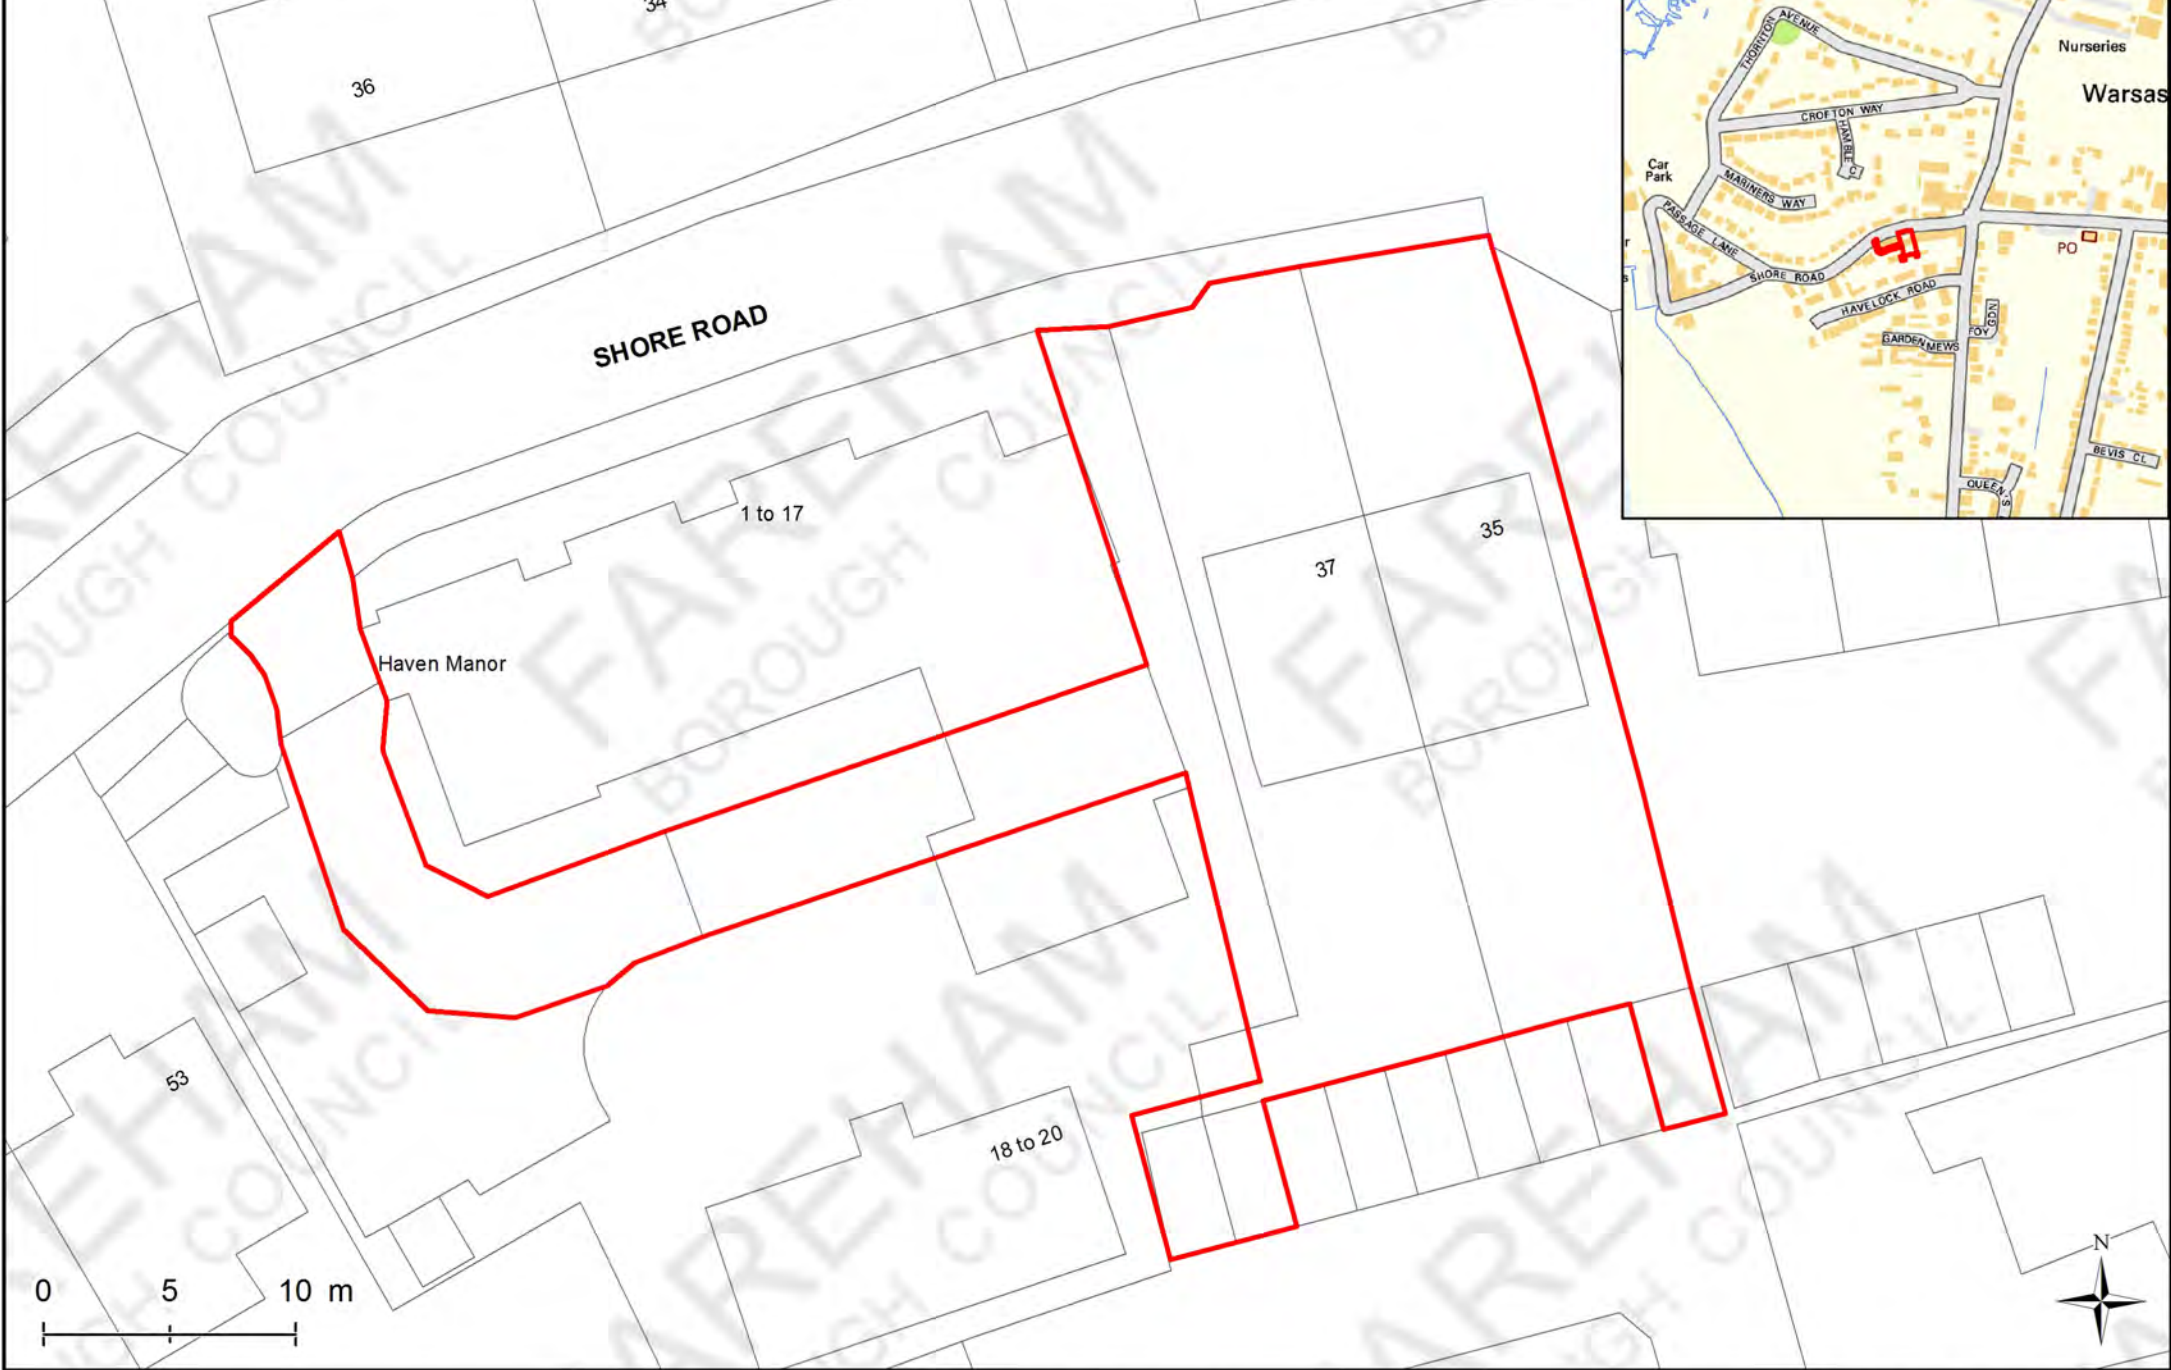 34
36
SHORE ROAD
1 to 17
Haven Manor
37
35
53
18 to 20
0 5 10 m
N
THORNTON AVENUE
Nurseries
Warsas
CROFTON WAY
HAMBLE C
Car
Park
MARINERS WAY
PASSAGE LANE
PO
SHORE ROAD
HAVELOCK ROAD
FOY GDN
GARDEN MEWS
BEVIS CL
QUEEN'S
FAREHAM
BOROUGH COUNCIL